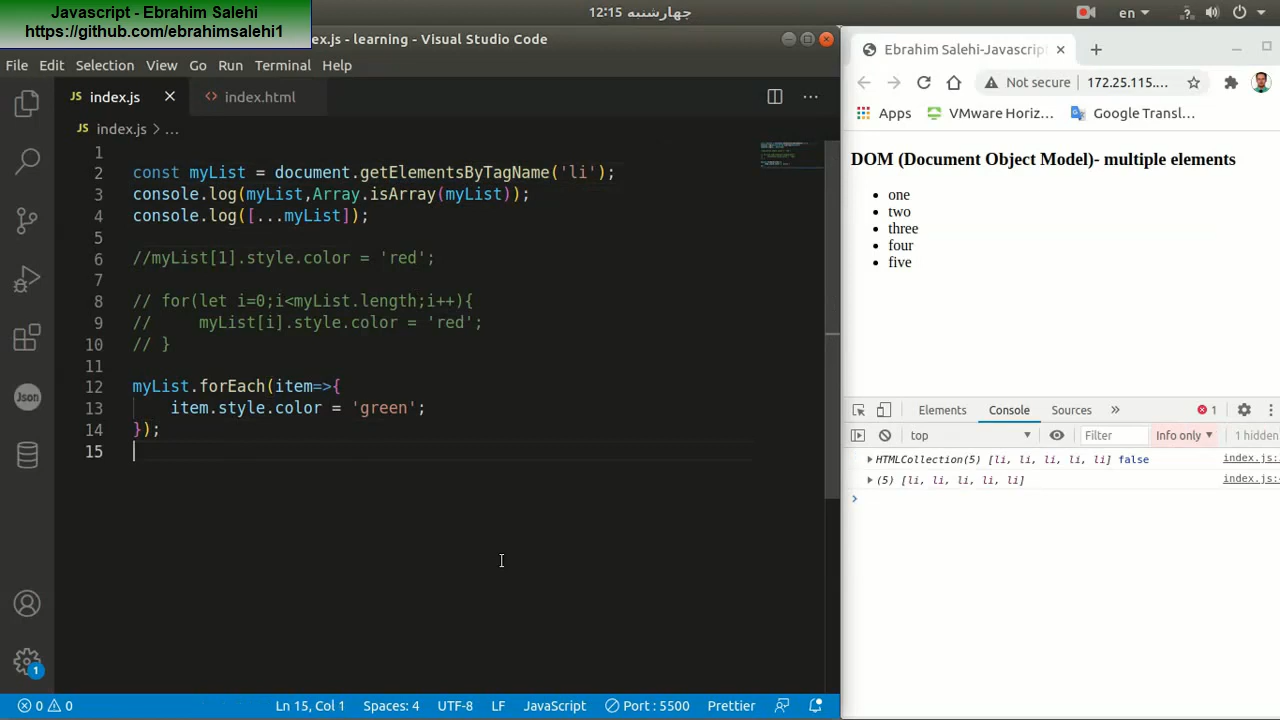 Javascript - Ebrahim Salehi
https://github.com/ebrahimsalehi1
چهارشنبه 12:15
en
dex.js - learning - Visual Studio Code
File Edit Selection View Go Run Terminal Help
JS index.js
<> index.html
JS index.js > ...
1
2 const myList = document.getElementsByTagName('li');
3 console.log(myList,Array.isArray(myList));
4 console.log([...myList]);
5
6 //myList[1].style.color = 'red';
7
8 // for(let i=0;i<myList.length;i++){
9 //     myList[i].style.color = 'red';
10 // }
11
12 myList.forEach(item=>{
13     item.style.color = 'green';
14 });
15
Json
1
0 0 Ln 15, Col 1 Spaces: 4 UTF-8 LF JavaScript Port : 5500 Prettier
Ebrahim Salehi-Javascript
Not secure | 172.25.115....
Apps VMware Horiz... Google Transl...
DOM (Document Object Model)- multiple elements
• one
• two
• three
• four
• five
Elements Console Sources » 1
top Filter Info only 1 hidden
HTMLCollection(5) [li, li, li, li, li] false index.js:
(5) [li, li, li, li, li] index.js: